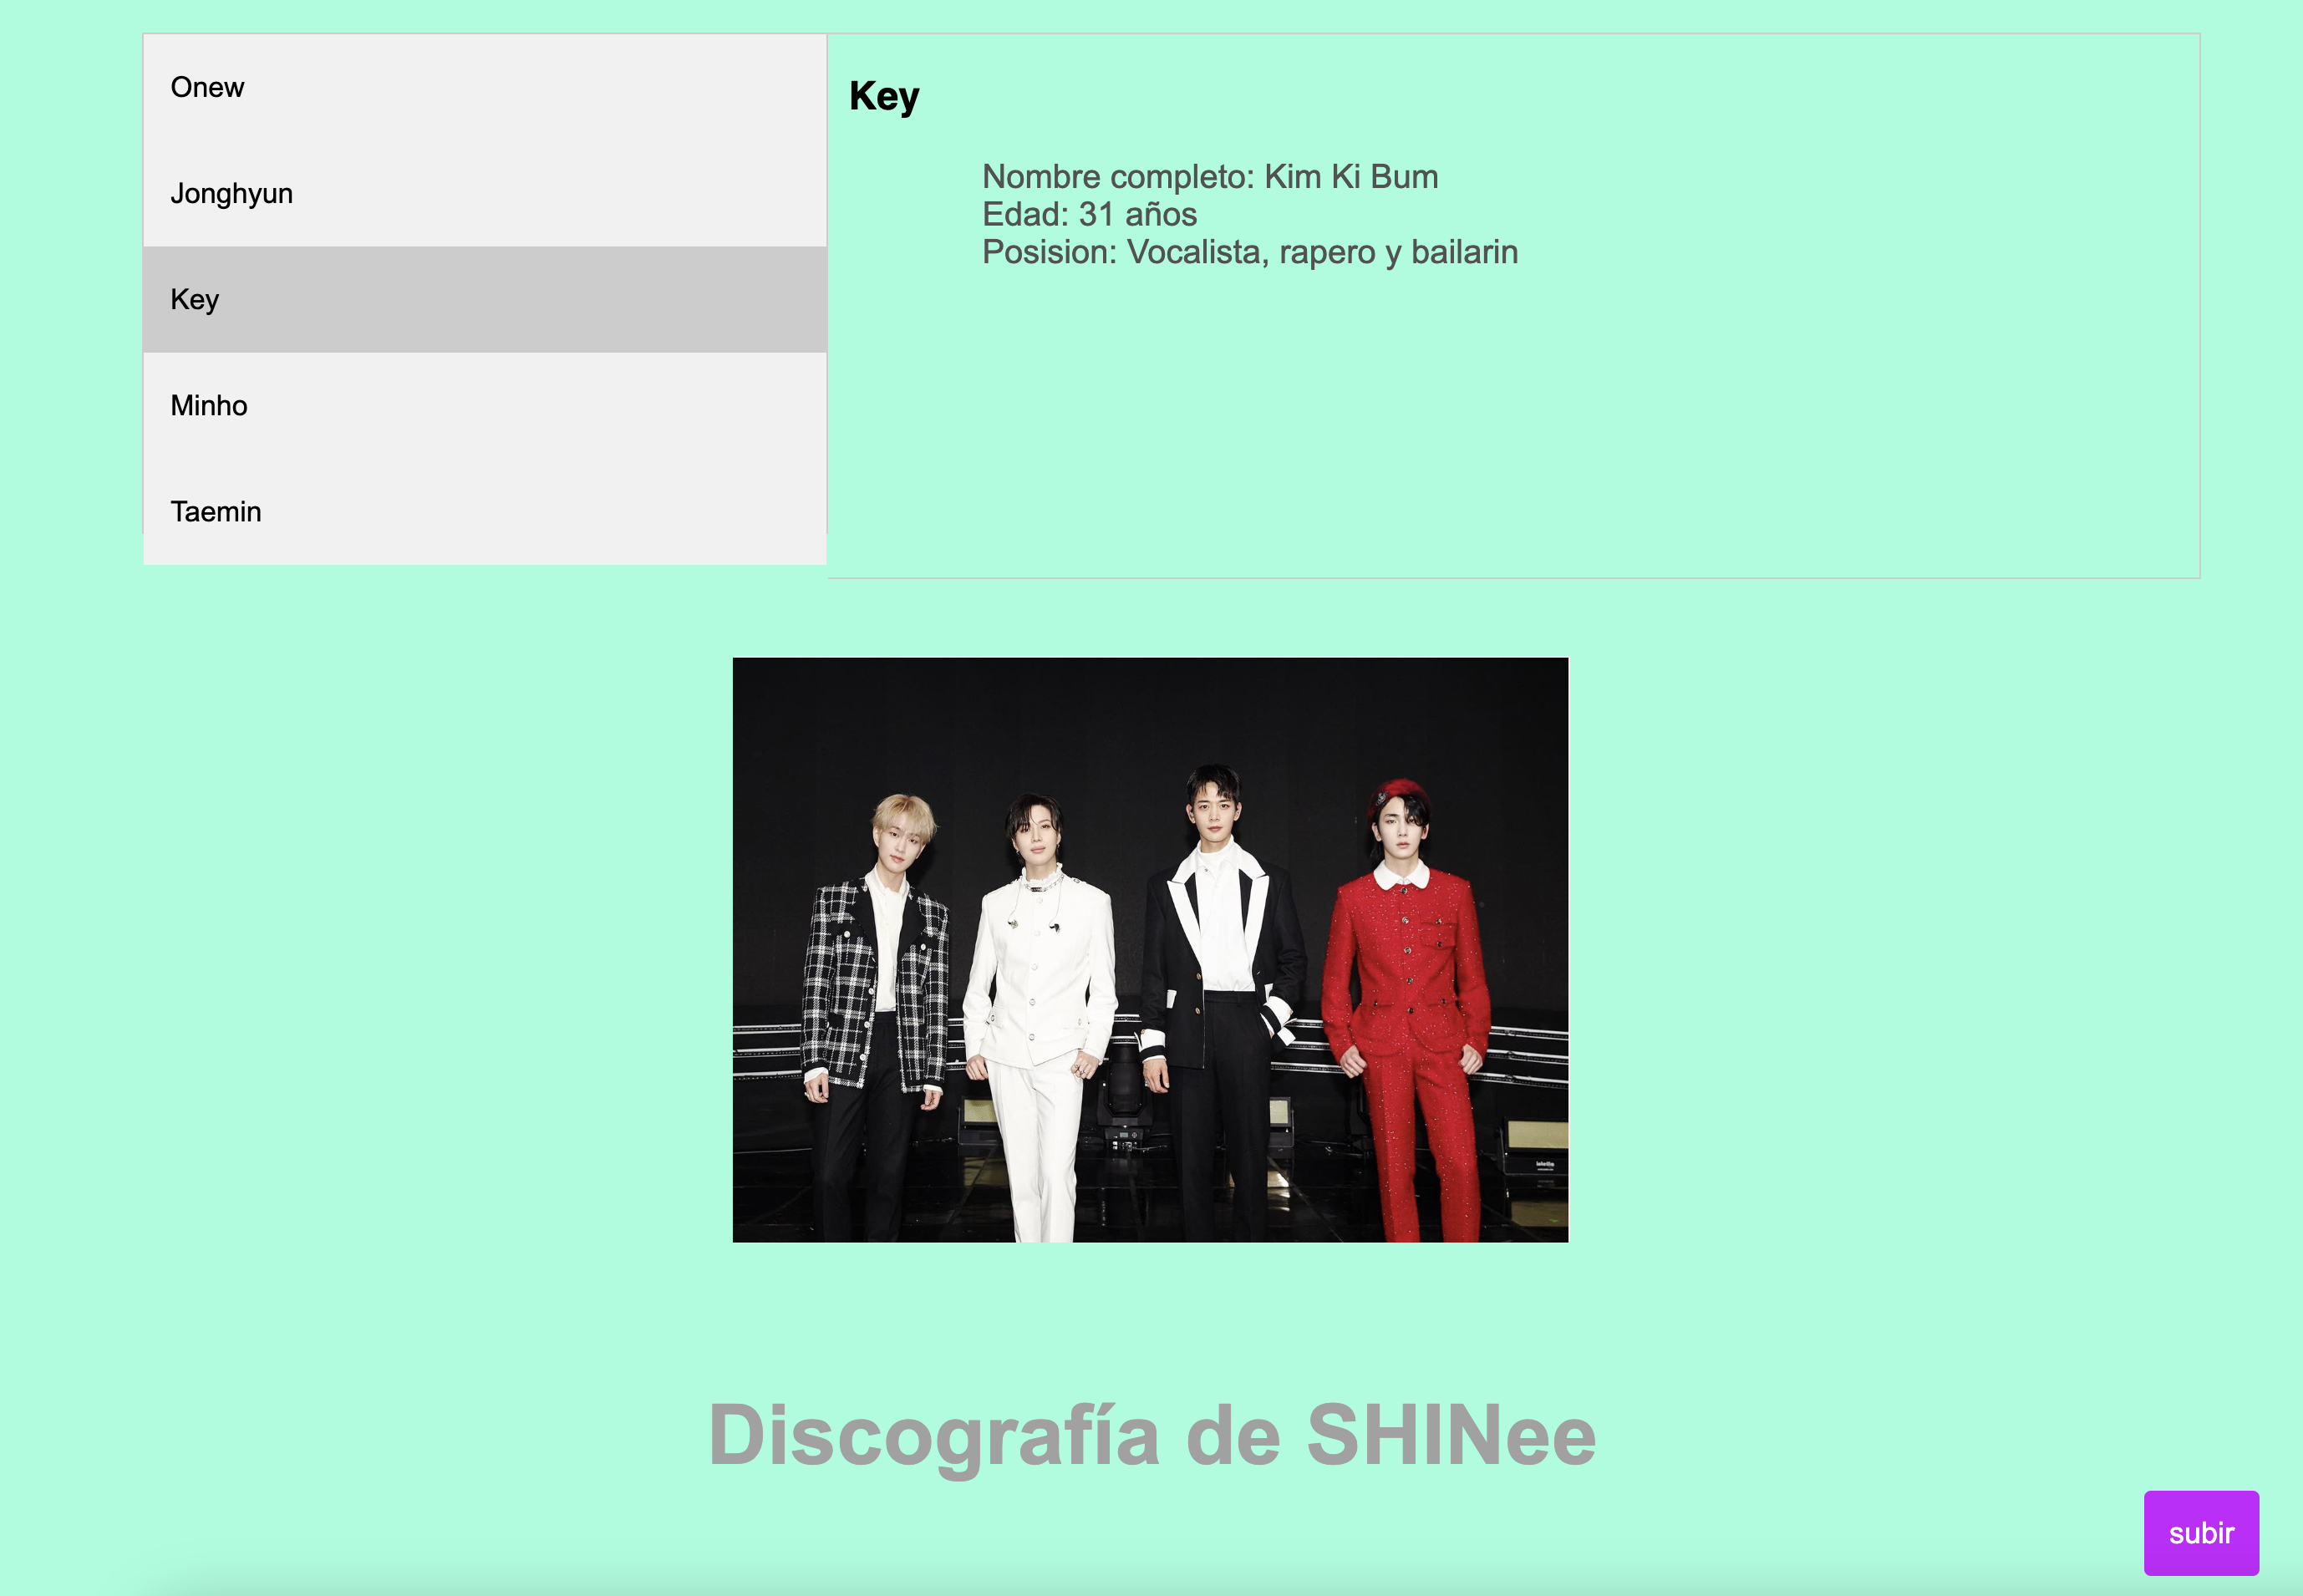 Onew
Jonghyun
Key
Minho
Taemin
Key
Nombre completo: Kim Ki Bum
Edad: 31 años
Posision: Vocalista, rapero y bailarin
Discografía de SHINee
subir